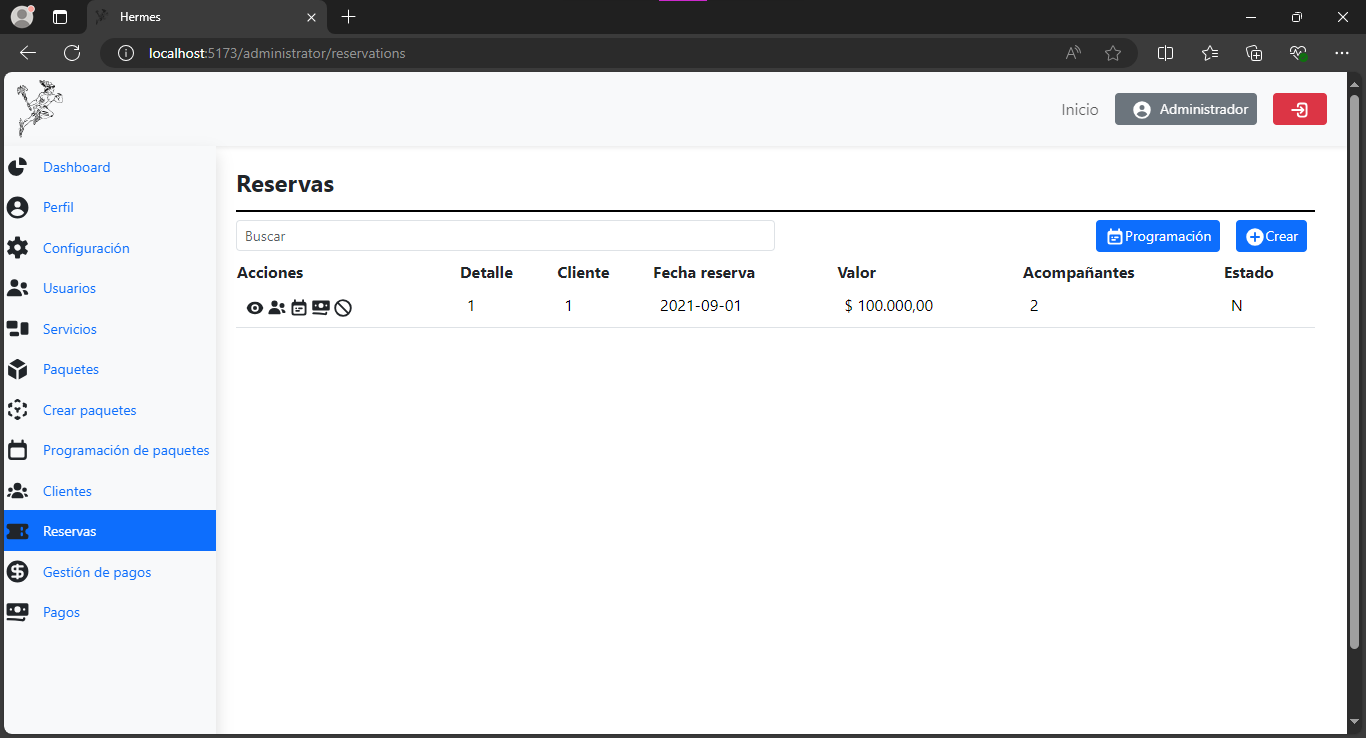 Hermes
localhost:5173/administrator/reservations
Inicio
Administrador
Dashboard
Perfil
Configuración
Usuarios
Servicios
Paquetes
Crear paquetes
Programación de paquetes
Clientes
Reservas
Gestión de pagos
Pagos
Reservas
Buscar
Programación
Crear
Acciones Detalle Cliente Fecha reserva Valor Acompañantes Estado
1 1 2021-09-01 $ 100.000,00 2 N